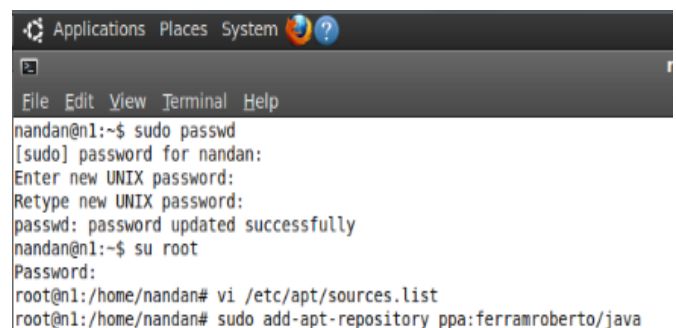 Applications Places System ?
r
File Edit View Terminal Help
nandan@n1:~$ sudo passwd
[sudo] password for nandan:
Enter new UNIX password:
Retype new UNIX password:
passwd: password updated successfully
nandan@n1:~$ su root
Password:
root@n1:/home/nandan# vi /etc/apt/sources.list
root@n1:/home/nandan# sudo add-apt-repository ppa:ferramroberto/java